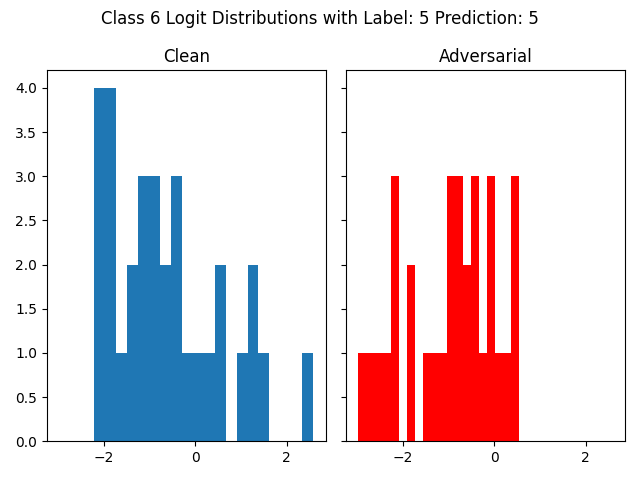 Class 6 Logit Distributions with Label: 5 Prediction: 5
Clean
Adversarial
4.0
3.5
3.0
2.5
2.0
1.5
1.0
0.5
0.0
−2 0 2
−2 0 2